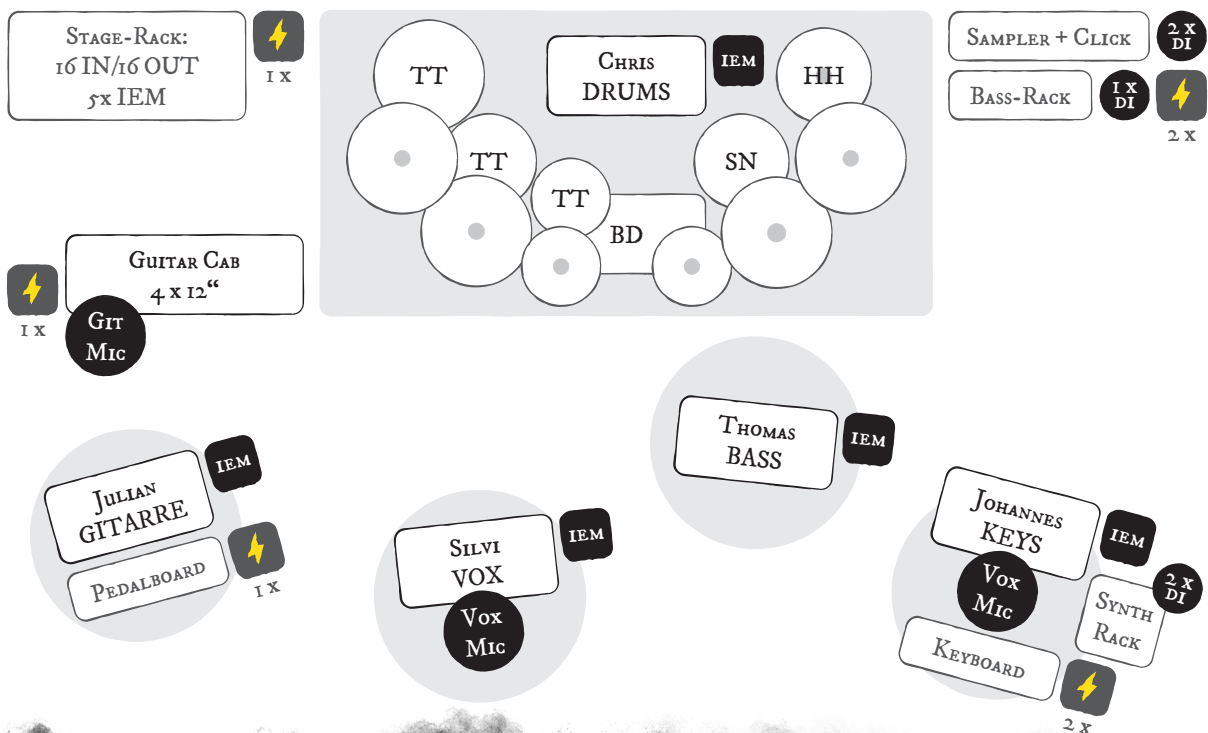 Stage-Rack:
16 IN/16 OUT
5x IEM
1 x
TT
Chris
DRUMS
IEM
HH
Sampler + Click
2 x
DI
Bass-Rack
1 x
DI
2 x
TT
TT
SN
BD
Guitar Cab
4 x 12“
1 x
Git
Mic
Thomas
BASS
IEM
Julian
GITARRE
IEM
Pedalboard
1 x
Silvi
VOX
IEM
Vox
Mic
Johannes
KEYS
IEM
Vox
Mic
2 x
DI
Synth
Rack
Keyboard
2 x